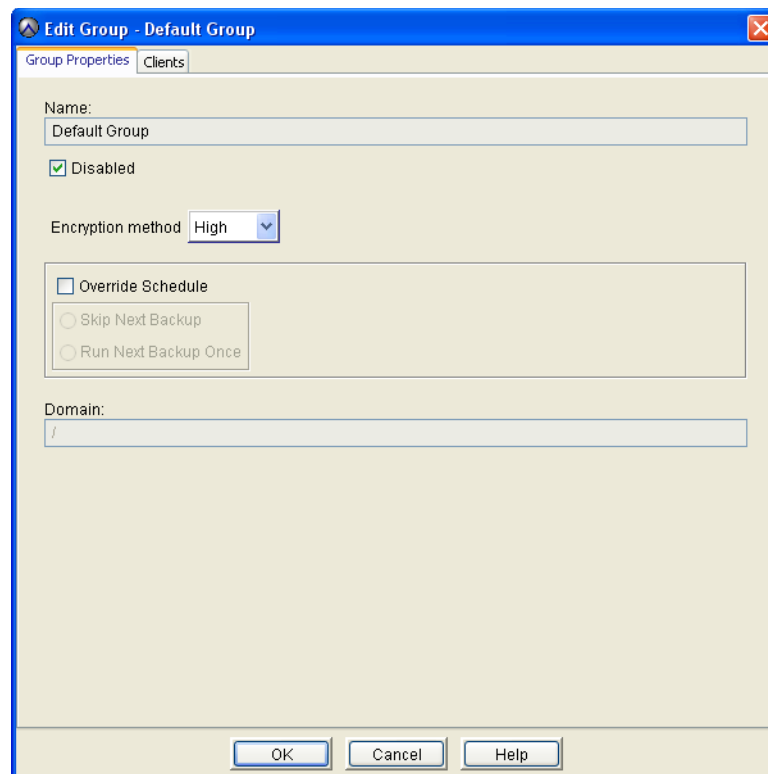 Edit Group - Default Group
Group Properties Clients
Name:
Default Group
Disabled
Encryption method High
Override Schedule
Skip Next Backup
Run Next Backup Once
Domain:
/
OK Cancel Help